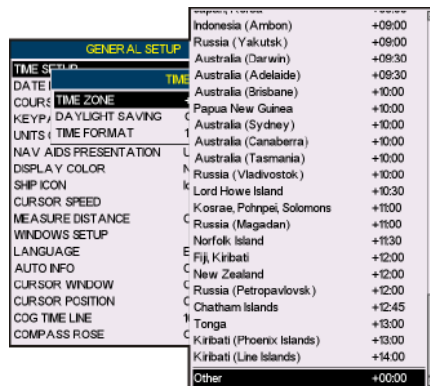 GENERAL SETUP
TIME SETUP
TIME
DATE
COURS
TIME ZONE
KEYP
DAYLIGHT SAVING
UNITS
TIME FORMAT
NAV AIDS PRESENTATION
DISPLAY COLOR
SHIP ICON
CURSOR SPEED
MEASURE DISTANCE
WINDOWS SETUP
LANGUAGE
AUTO INFO
CURSOR WINDOW
CURSOR POSITION
COG TIME LINE
COMPASS ROSE
Indonesia (Ambon) +09:00
Russia (Yakutsk) +09:00
Australia (Darwin) +09:30
Australia (Adelaide) +09:30
Australia (Brisbane) +10:00
Papua New Guinea +10:00
Australia (Sydney) +10:00
Australia (Canaberra) +10:00
Australia (Tasmania) +10:00
Russia (Vladivostok) +10:00
Lord Howe Island +10:30
Kosrae, Pohnpei, Solomons +11:00
Russia (Magadan) +11:00
Norfolk Island +11:30
Fiji, Kiribati +12:00
New Zealand +12:00
Russia (Petropavlovsk) +12:00
Chatham Islands +12:45
Tonga +13:00
Kiribati (Phoenix Islands) +13:00
Kiribati (Line Islands) +14:00
Other +00:00